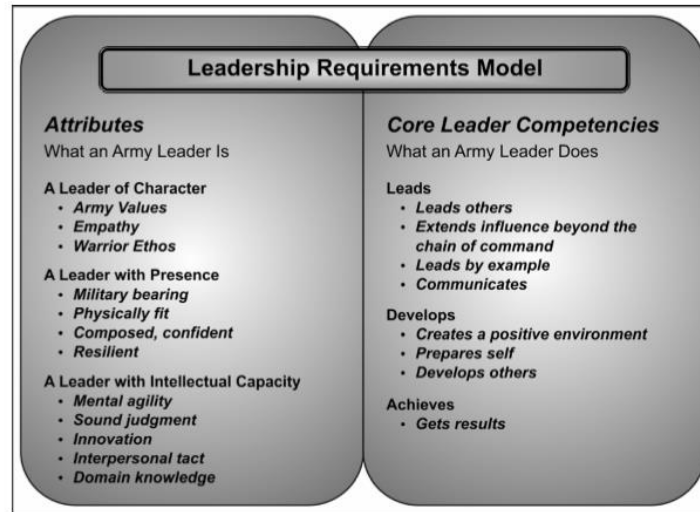 Leadership Requirements Model
Attributes
What an Army Leader Is
A Leader of Character
• Army Values
• Empathy
• Warrior Ethos
A Leader with Presence
• Military bearing
• Physically fit
• Composed, confident
• Resilient
A Leader with Intellectual Capacity
• Mental agility
• Sound judgment
• Innovation
• Interpersonal tact
• Domain knowledge
Core Leader Competencies
What an Army Leader Does
Leads
• Leads others
• Extends influence beyond the
chain of command
• Leads by example
• Communicates
Develops
• Creates a positive environment
• Prepares self
• Develops others
Achieves
• Gets results